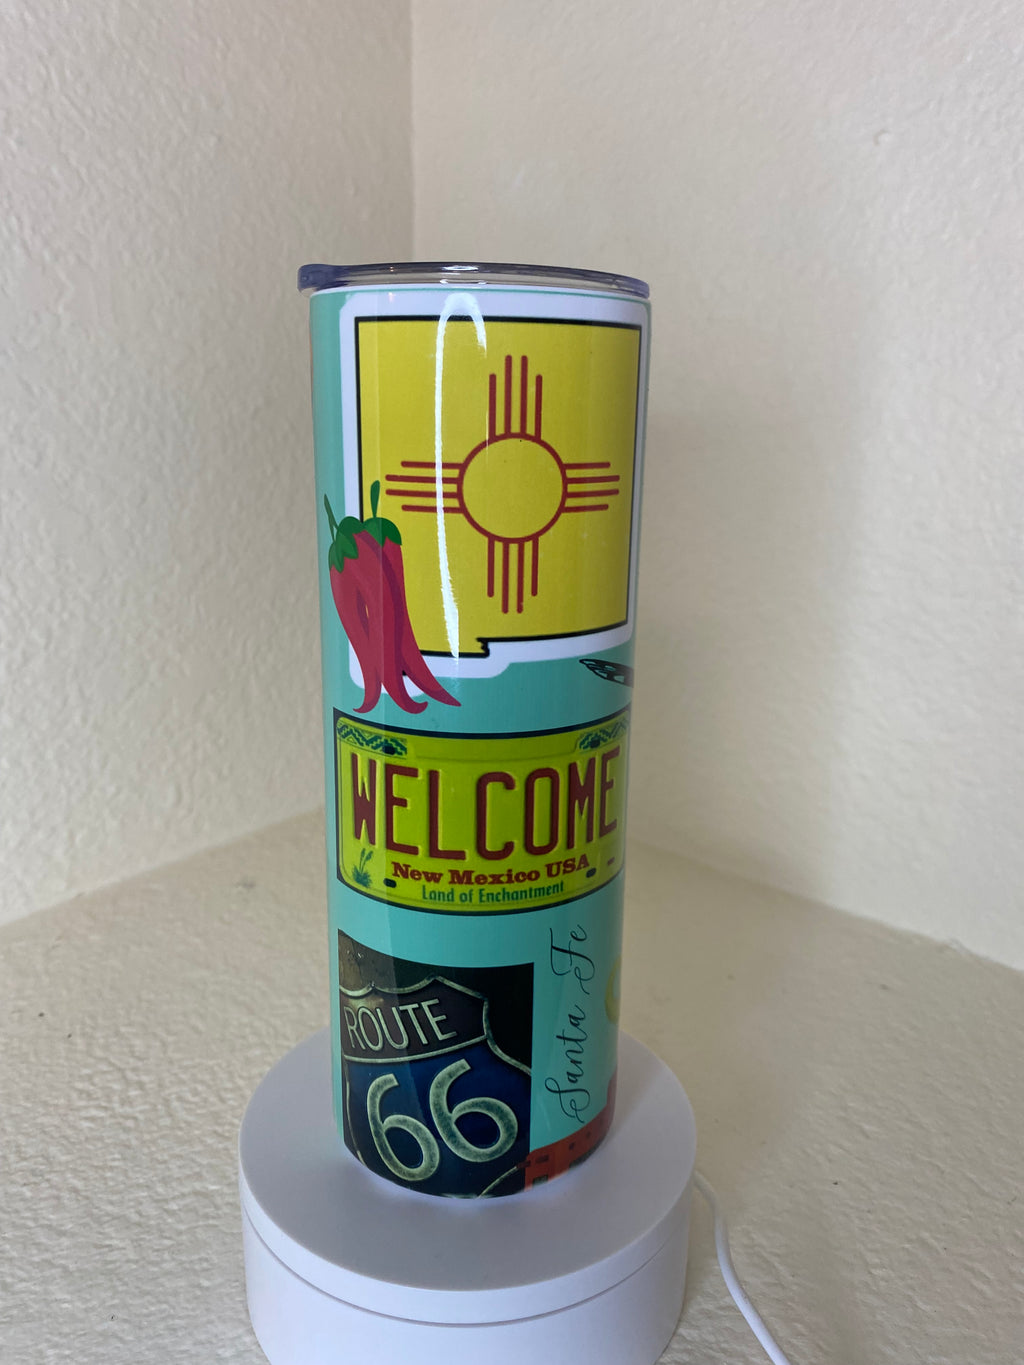 WELCOME
New Mexico USA
Land of Enchantment
Santa Fe
ROUTE
66